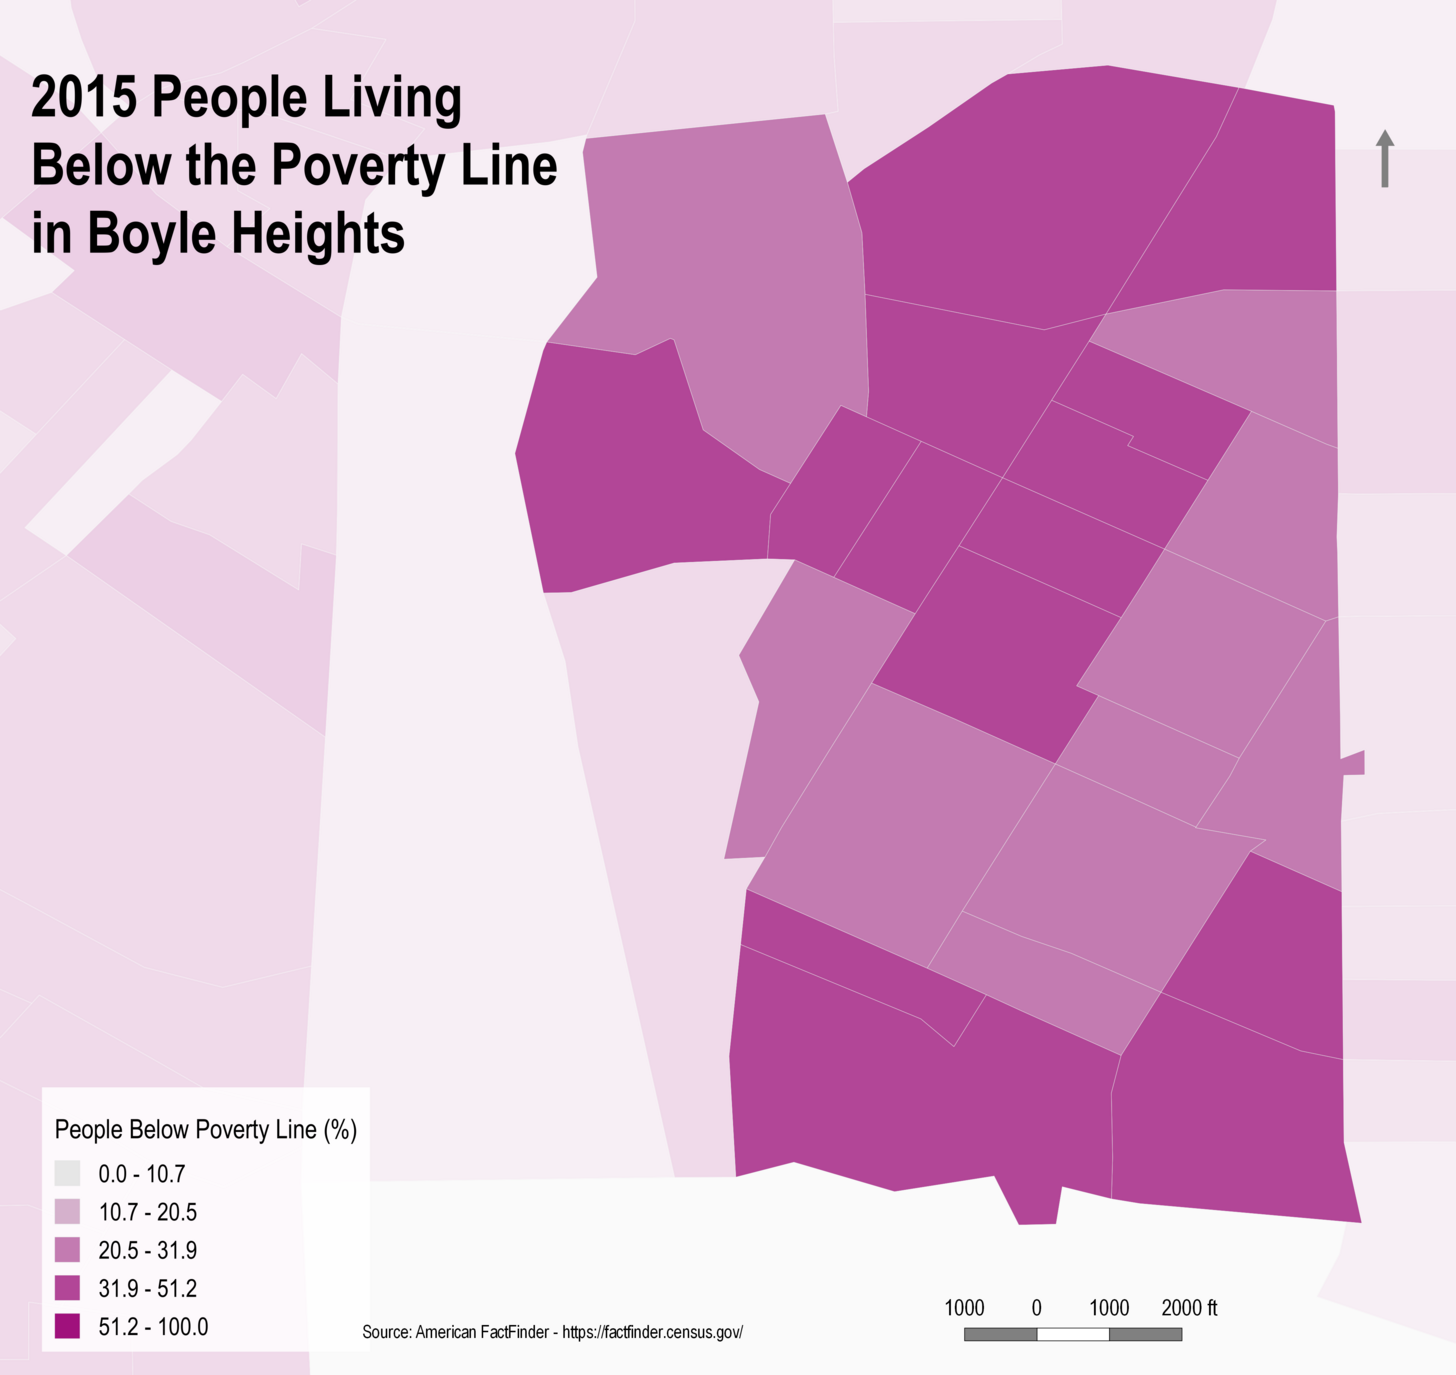 2015 People Living
Below the Poverty Line
in Boyle Heights
People Below Poverty Line (%)
0.0 - 10.7
10.7 - 20.5
20.5 - 31.9
31.9 - 51.2
51.2 - 100.0
Source: American FactFinder - https://factfinder.census.gov/
1000 0 1000 2000 ft